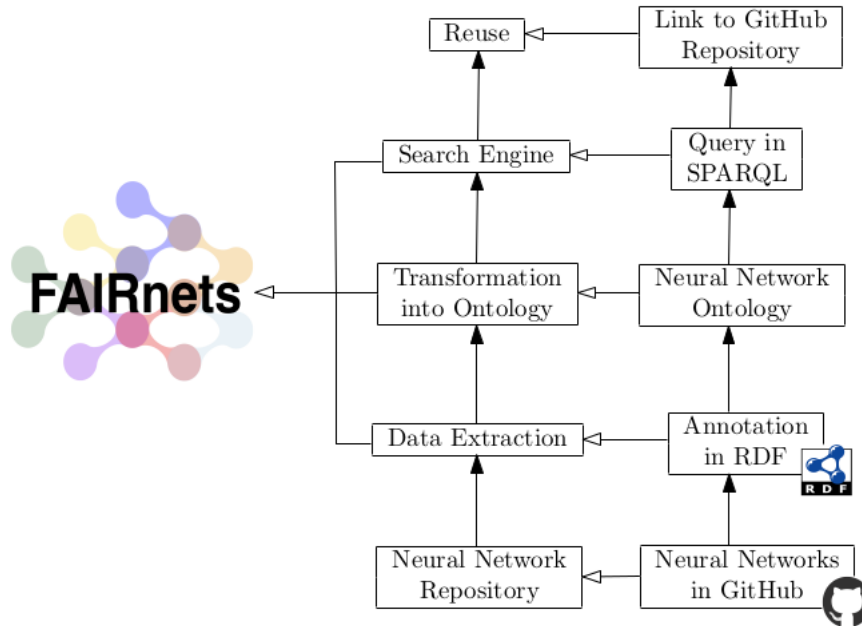 Reuse
Link to GitHub
Repository
Search Engine
Query in
SPARQL
FAIRnets
Transformation
into Ontology
Neural Network
Ontology
Data Extraction
Annotation
in RDF
RDF
Neural Network
Repository
Neural Networks
in GitHub